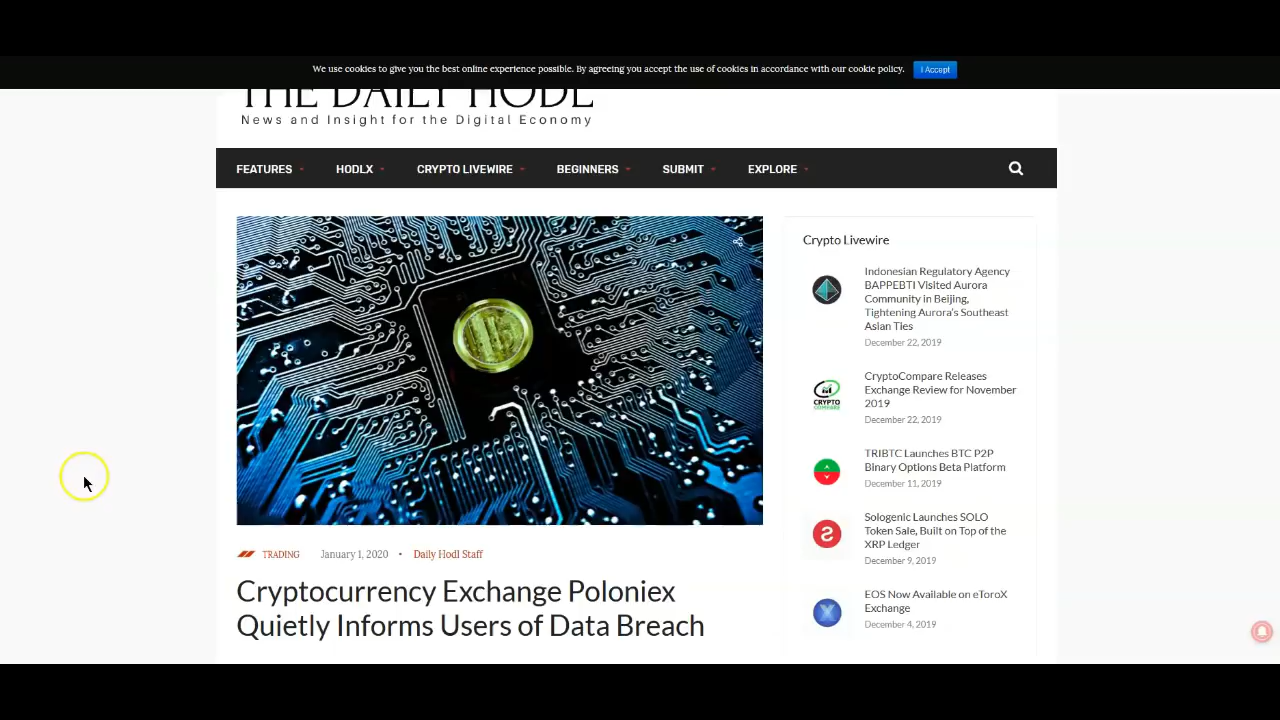 We use cookies to give you the best online experience possible. By agreeing you accept the use of cookies in accordance with our cookie policy.
I Accept
THE DAILY HODL
News and Insight for the Digital Economy
FEATURES
HODLX
CRYPTO LIVEWIRE
BEGINNERS
SUBMIT
EXPLORE
TRADING
January 1, 2020
•
Daily Hodl Staff
Cryptocurrency Exchange Poloniex
Quietly Informs Users of Data Breach
Crypto Livewire
Indonesian Regulatory Agency
BAPPEBTI Visited Aurora
Community in Beijing,
Tightening Aurora's Southeast
Asian Ties
December 22, 2019
CRYPTO
COMPARE
CryptoCompare Releases
Exchange Review for November
2019
December 22, 2019
TRIBTC Launches BTC P2P
Binary Options Beta Platform
December 11, 2019
Sologenic Launches SOLO
Token Sale, Built on Top of the
XRP Ledger
December 9, 2019
EOS Now Available on eToroX
Exchange
December 4, 2019